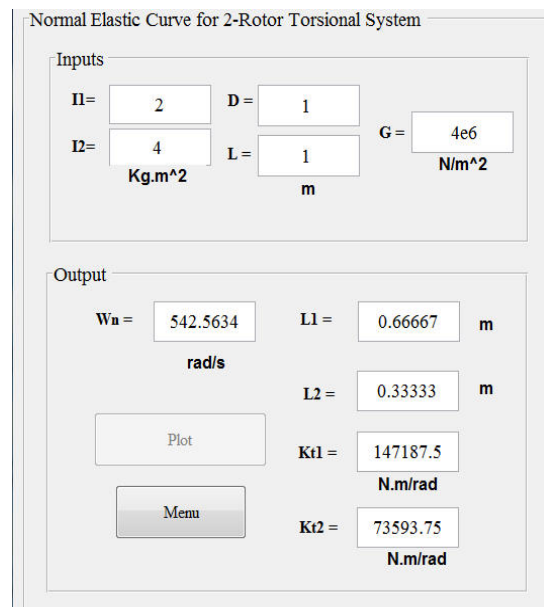 Normal Elastic Curve for 2-Rotor Torsional System
Inputs
I1= 2 D = 1
G = 4e6
N/m^2
I2= 4 L = 1
Kg.m^2 m
Output
Wn = 542.5634 L1 = 0.66667 m
rad/s
L2 = 0.33333 m
Plot
Kt1 = 147187.5
N.m/rad
Menu
Kt2 = 73593.75
N.m/rad